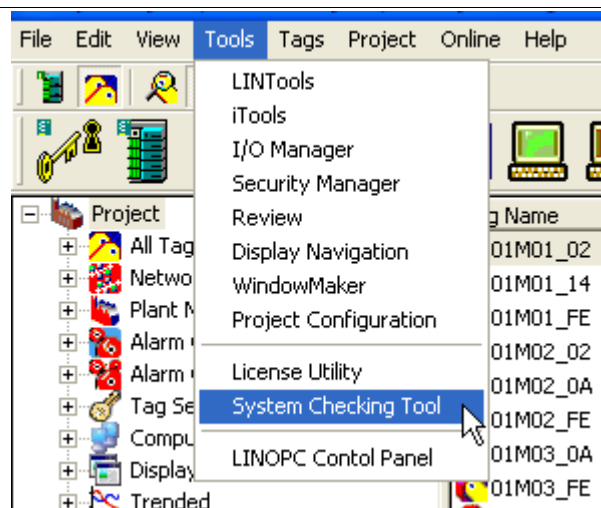 File Edit View Tools Tags Project Online Help
LINTools
iTools
I/O Manager
Security Manager
Review
Display Navigation
WindowMaker
Project Configuration
License Utility
System Checking Tool
LINOPC Contol Panel
Project
All Tag
Netwo
Plant
Alarm
Alarm
Tag Se
Compu
Display
Trended
Name
01M01_02
01M01_14
01M01_FE
01M02_02
01M02_0A
01M02_FE
01M03_0A
01M03_FE